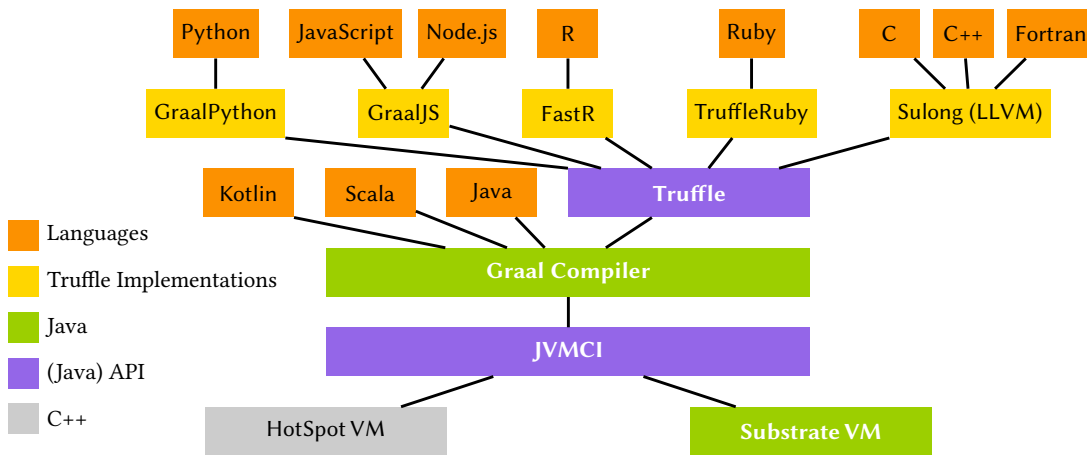 Python
JavaScript
Node.js
R
Ruby
C
C++
Fortran
GraalPython
GraalJS
FastR
TruffleRuby
Sulong (LLVM)
Kotlin
Scala
Java
Truffle
Languages
Truffle Implementations
Java
(Java) API
C++
Graal Compiler
JVMCI
HotSpot VM
Substrate VM